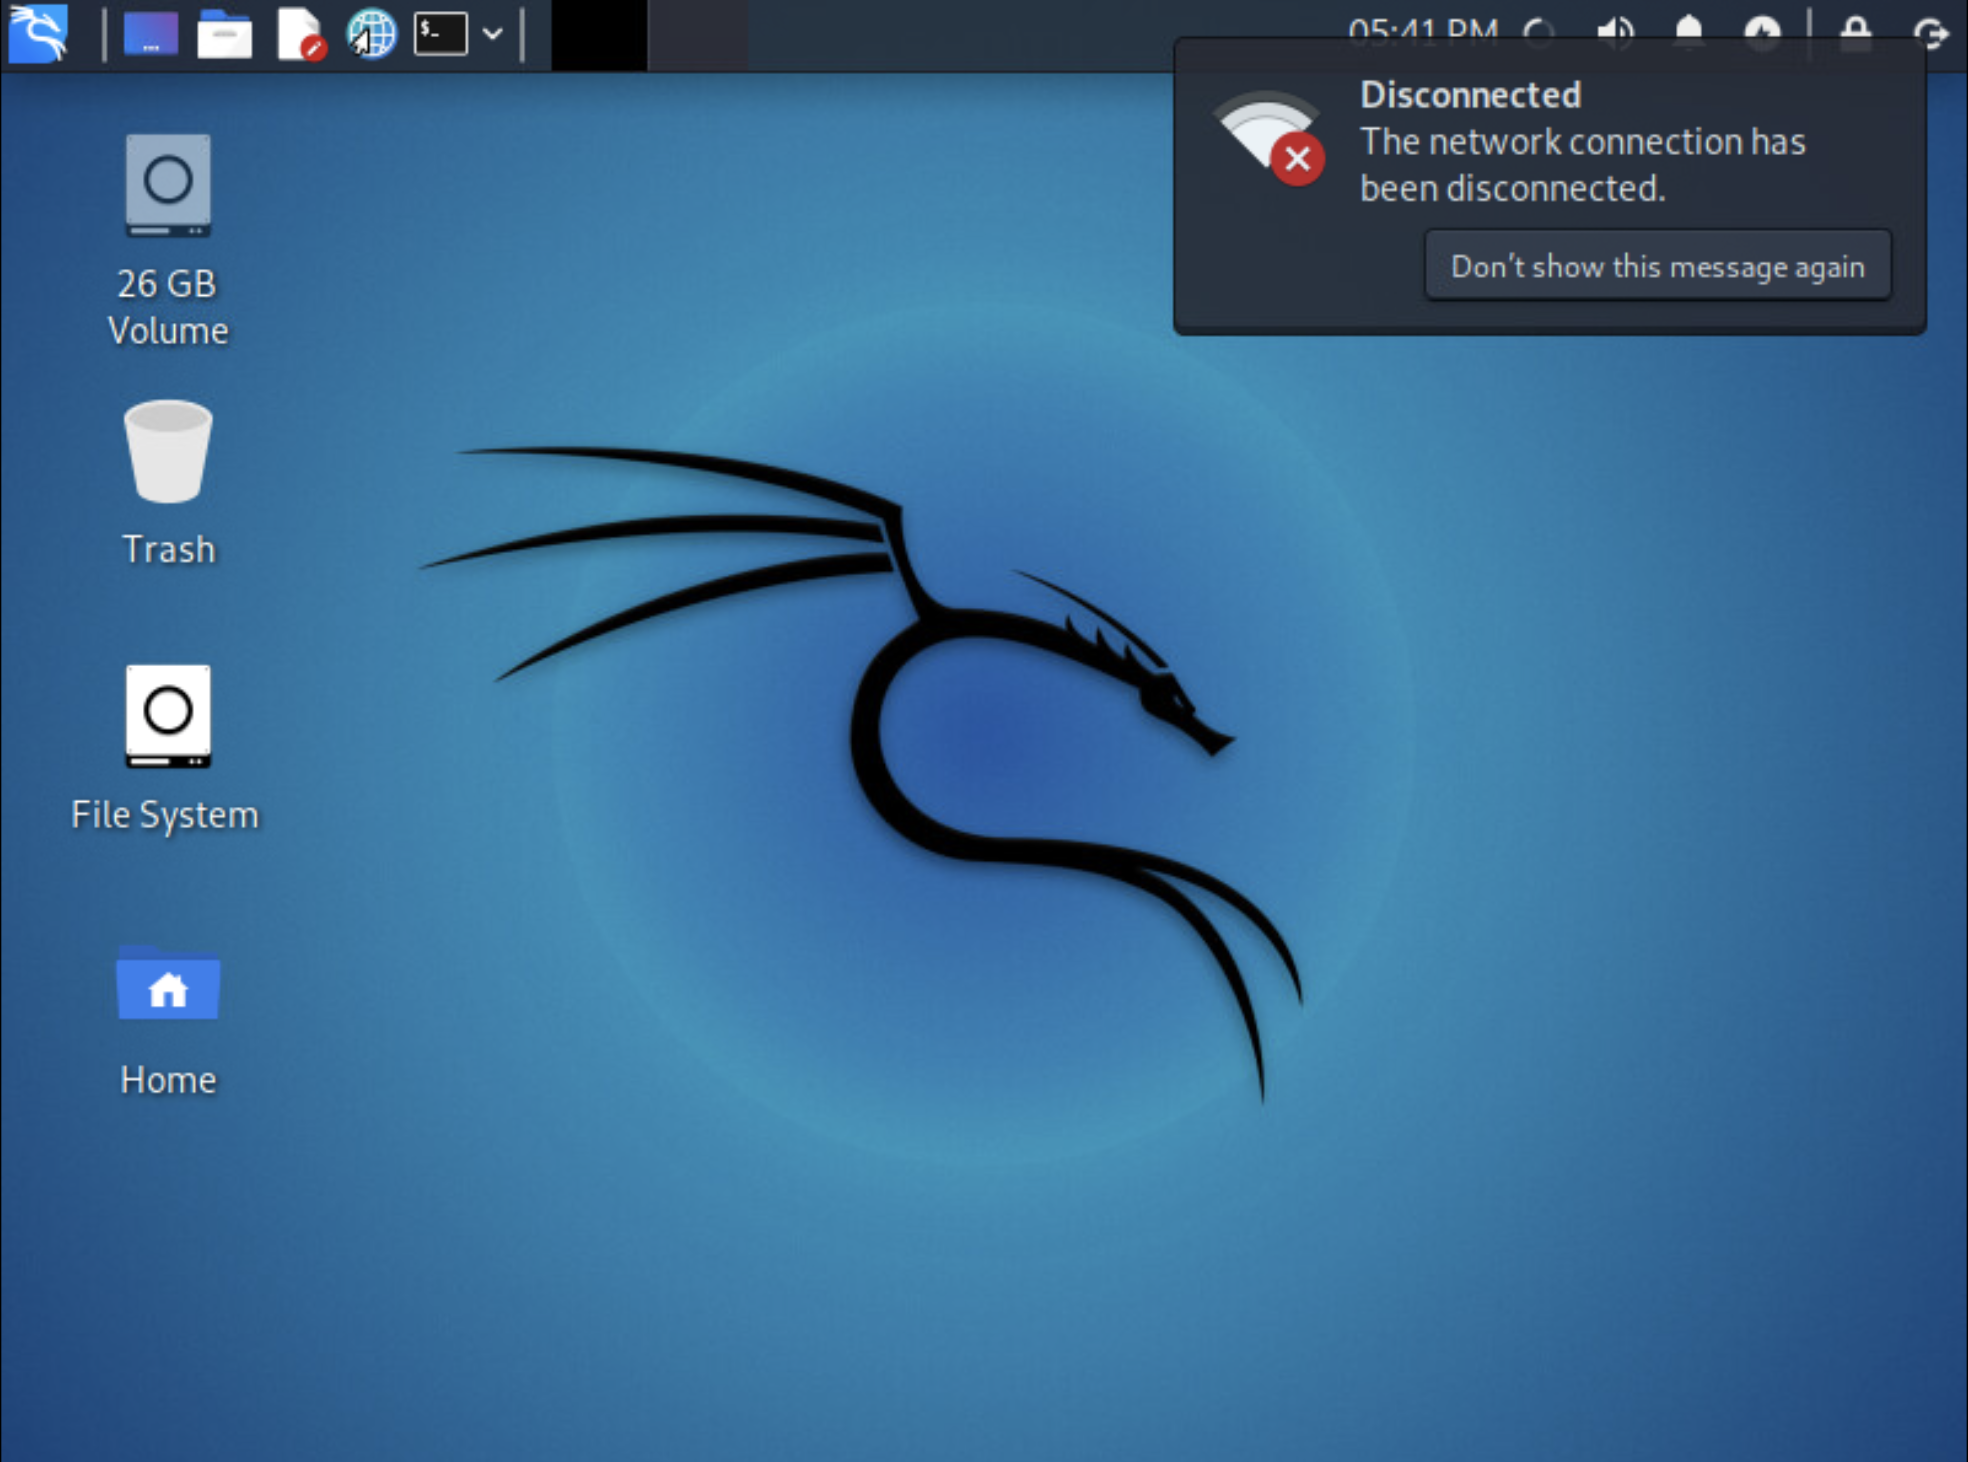 $_
05:41 PM
Disconnected
The network connection has
been disconnected.
Don't show this message again
26 GB
Volume
Trash
File System
Home